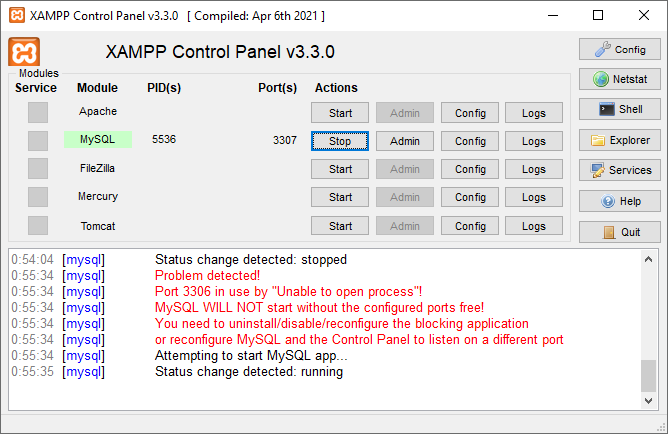 XAMPP Control Panel v3.3.0 [ Compiled: Apr 6th 2021 ]
XAMPP Control Panel v3.3.0
Config
Modules
Service Module PID(s) Port(s) Actions
Netstat
Apache Start Admin Config Logs
Shell
MySQL 5536 3307 Stop Admin Config Logs
Explorer
FileZilla Start Admin Config Logs
Services
Mercury Start Admin Config Logs
Help
Tomcat Start Admin Config Logs
Quit
0:54:04 [mysql] Status change detected: stopped
0:55:34 [mysql] Problem detected!
0:55:34 [mysql] Port 3306 in use by "Unable to open process"!
0:55:34 [mysql] MySQL WILL NOT start without the configured ports free!
0:55:34 [mysql] You need to uninstall/disable/reconfigure the blocking application
0:55:34 [mysql] or reconfigure MySQL and the Control Panel to listen on a different port
0:55:34 [mysql] Attempting to start MySQL app...
0:55:35 [mysql] Status change detected: running